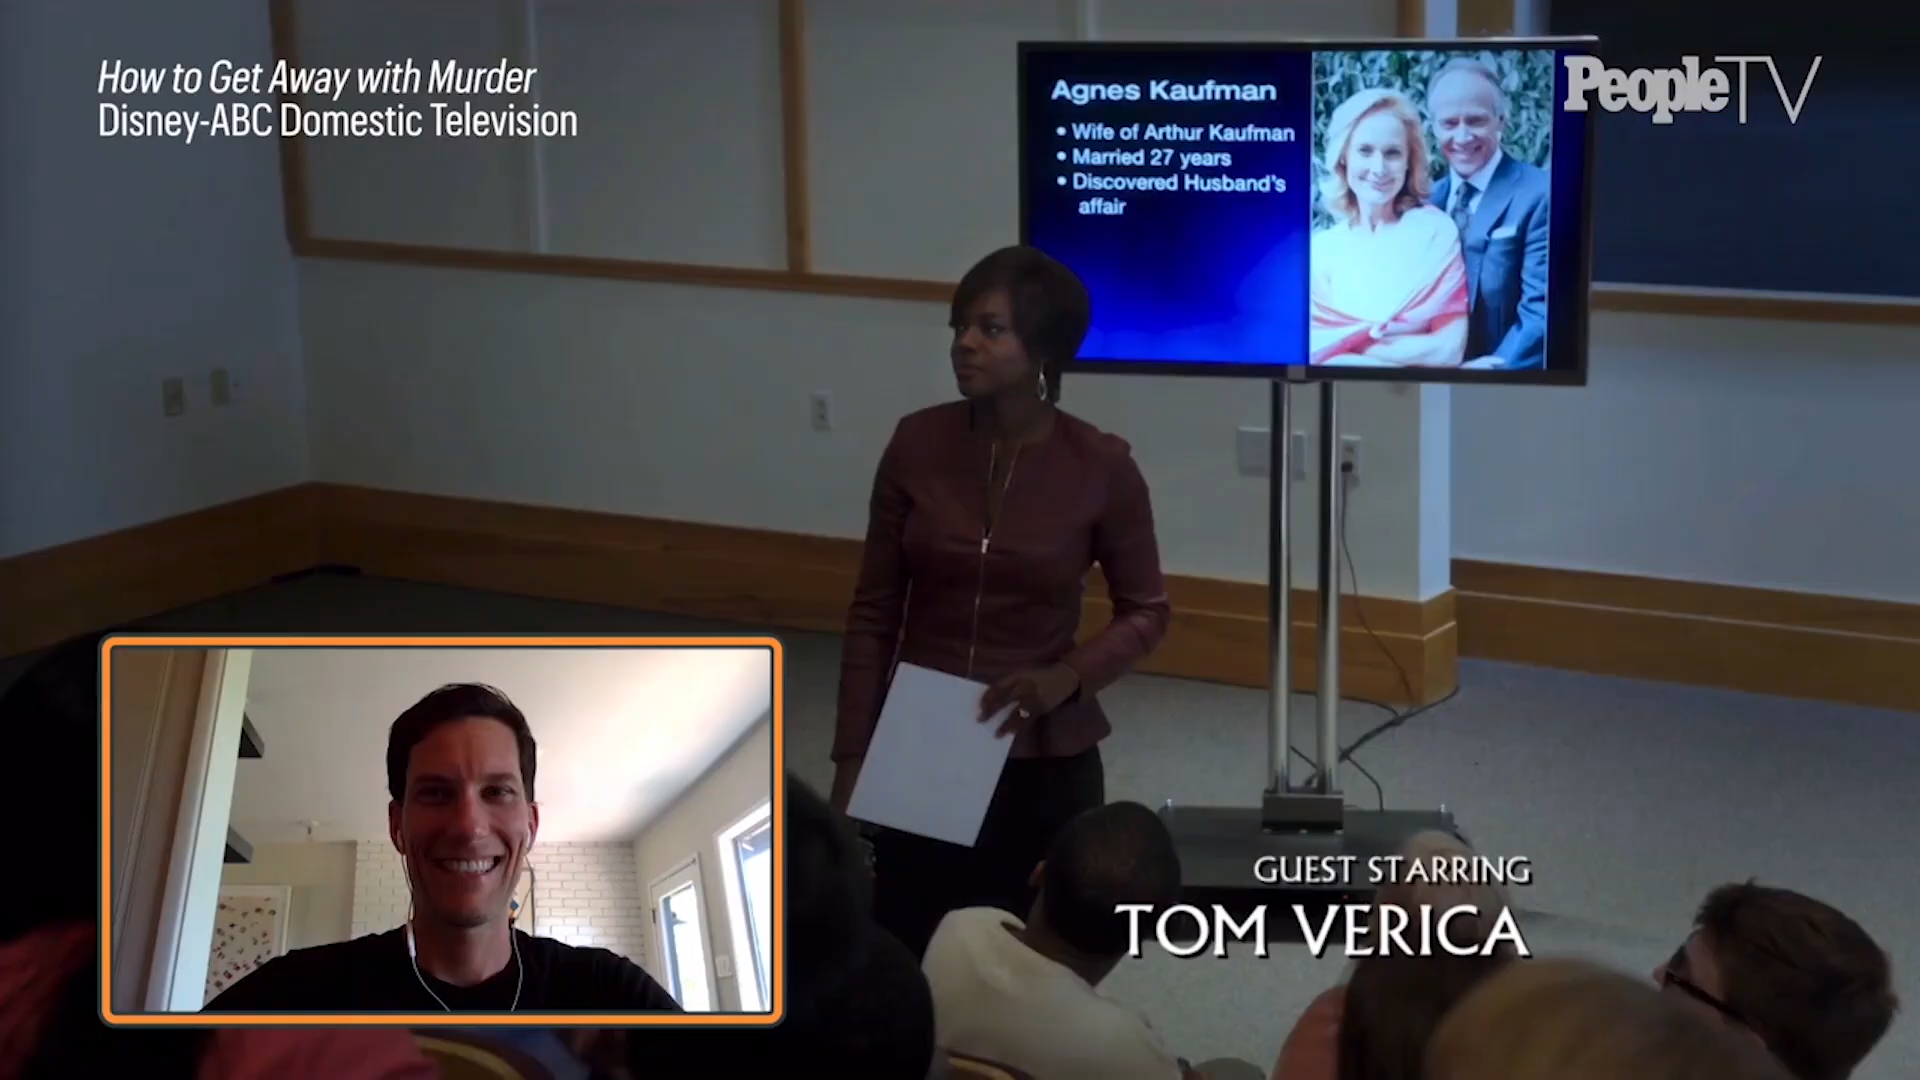 How to Get Away with Murder
Disney-ABC Domestic Television
PeopleTV
Agnes Kaufman
• Wife of Arthur Kaufman
• Married 27 years
• Discovered Husband's
affair
GUEST STARRING
TOM VERICA